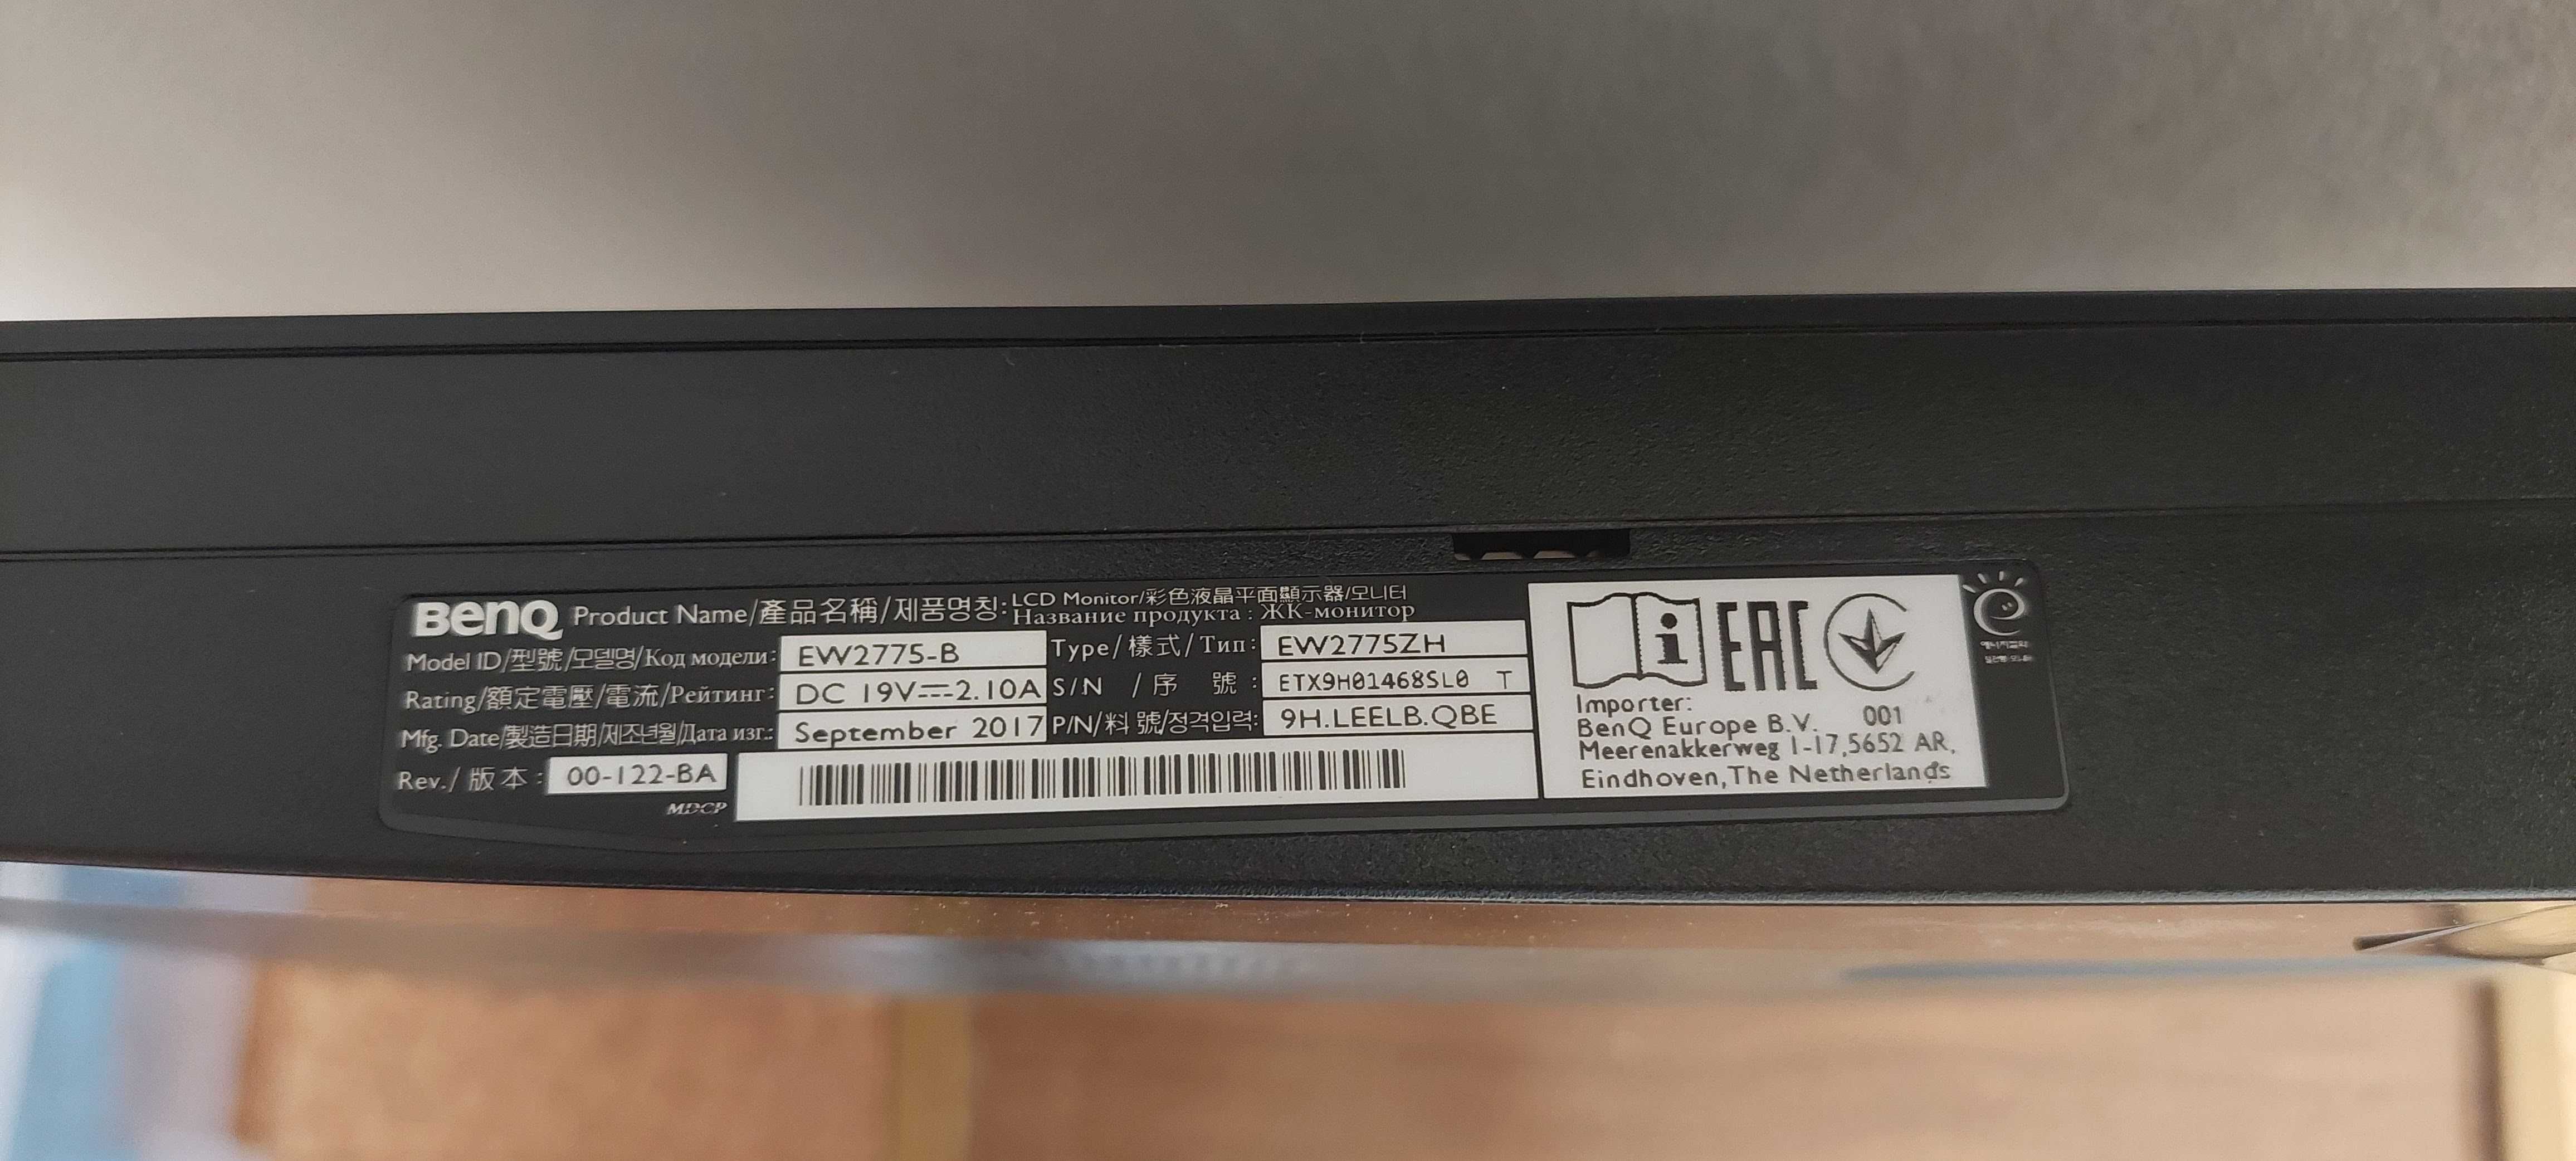 BenQ Product Name/產品名稱/제품명칭: LCD Monitor/彩色液晶平面顯示器/모니터
Название продукта : ЖК-монитор
Model ID/型號/모델명/Код модели: EW2775-B Type/樣式/Тип: EW2775ZH
Rating/額定電壓/電流/Рейтинг: DC 19V⎓2.10A S/N /序 號: ETX9H01468SL0 T
Mfg. Date/製造日期/제조년월/Дата изг.: September 2017 P/N/料號/정격입력: 9H.LEELB.QBE
Rev./版本: 00-122-BA
MDCP
i EAC
Importer:
BenQ Europe B.V. 001
Meerenakkerweg 1-17,5652 AR,
Eindhoven,The Netherlands